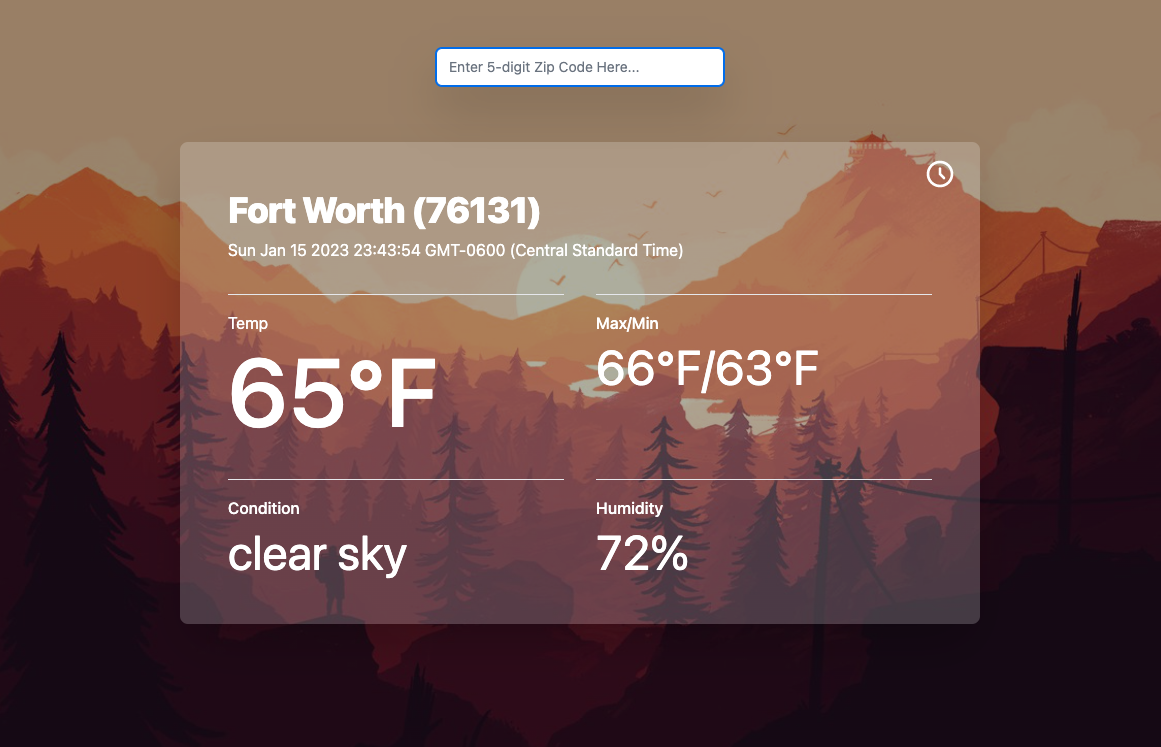 Enter 5-digit Zip Code Here...
Fort Worth (76131)
Sun Jan 15 2023 23:43:54 GMT-0600 (Central Standard Time)
Temp
65°F
Max/Min
66°F/63°F
Condition
clear sky
Humidity
72%